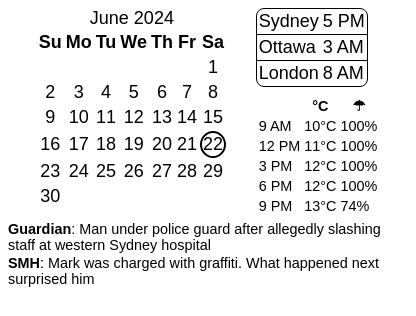 June 2024
Su Mo Tu We Th Fr Sa
1
2 3 4 5 6 7 8
9 10 11 12 13 14 15
16 17 18 19 20 21 22
23 24 25 26 27 28 29
30
Sydney 5 PM
Ottawa 3 AM
London 8 AM
°C ☂
9 AM 10°C 100%
12 PM 11°C 100%
3 PM 12°C 100%
6 PM 12°C 100%
9 PM 13°C 74%
Guardian: Man under police guard after allegedly slashing
staff at western Sydney hospital
SMH: Mark was charged with graffiti. What happened next
surprised him